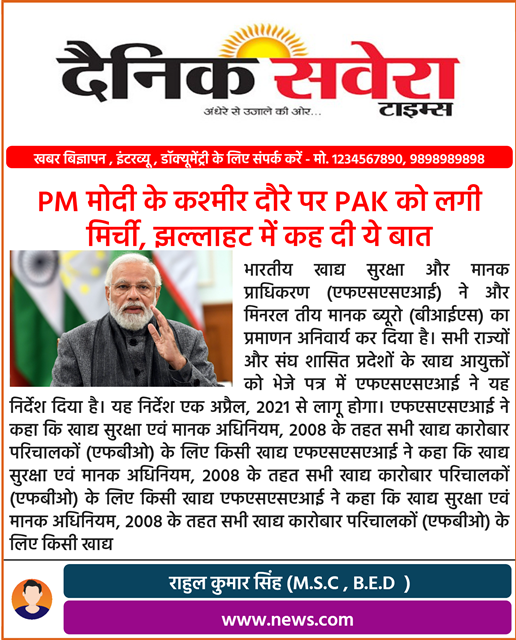 दैनिक सवेरा
टाइम्स
अंधेरे से उजाले की ओर...
खबर बिज्ञापन , इंटरव्यू , डॉक्यूमेंट्री के लिए संपर्क करें - मो. 1234567890, 9898989898
PM मोदी के कश्मीर दौरे पर PAK को लगी
मिर्ची, झल्लाहट में कह दी ये बात
भारतीय खाद्य सुरक्षा और मानक
प्राधिकरण (एफएसएसएआई) ने और
मिनरल तीय मानक ब्यूरो (बीआईएस) का
प्रमाणन अनिवार्य कर दिया है। सभी राज्यों
और संघ शासित प्रदेशों के खाद्य आयुक्तों
को भेजे पत्र में एफएसएसएआई ने यह
निर्देश दिया है। यह निर्देश एक अप्रैल, 2021 से लागू होगा। एफएसएसएआई ने
कहा कि खाद्य सुरक्षा एवं मानक अधिनियम, 2008 के तहत सभी खाद्य कारोबार
परिचालकों (एफबीओ) के लिए किसी खाद्य एफएसएसएआई ने कहा कि खाद्य
सुरक्षा एवं मानक अधिनियम, 2008 के तहत सभी खाद्य कारोबार परिचालकों
(एफबीओ) के लिए किसी खाद्य एफएसएसएआई ने कहा कि खाद्य सुरक्षा एवं
मानक अधिनियम, 2008 के तहत सभी खाद्य कारोबार परिचालकों (एफबीओ) के
लिए किसी खाद्य
राहुल कुमार सिंह (M.S.C , B.E.D )
www.news.com